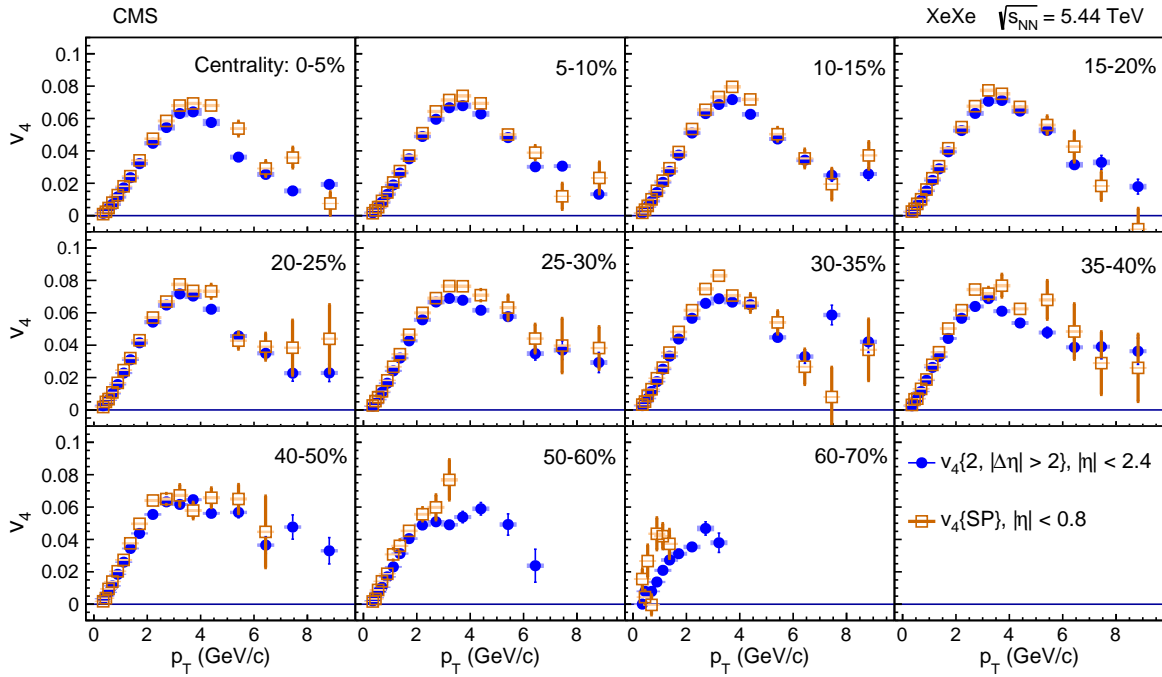 CMS XeXe √s_NN = 5.44 TeV
0.1 Centrality: 0-5% 5-10% 10-15% 15-20%
0.08
0.06
v₄
0.04
0.02
0
0.1 20-25% 25-30% 30-35% 35-40%
0.08
0.06
v₄
0.04
0.02
0
0.1 40-50% 50-60% 60-70%
0.08 v₄{2, |Δη| > 2}, |η| < 2.4
0.06
v₄
0.04 v₄{SP}, |η| < 0.8
0.02
0
0 2 4 6 8 0 2 4 6 8 0 2 4 6 8 0 2 4 6 8
p_T (GeV/c) p_T (GeV/c) p_T (GeV/c) p_T (GeV/c)